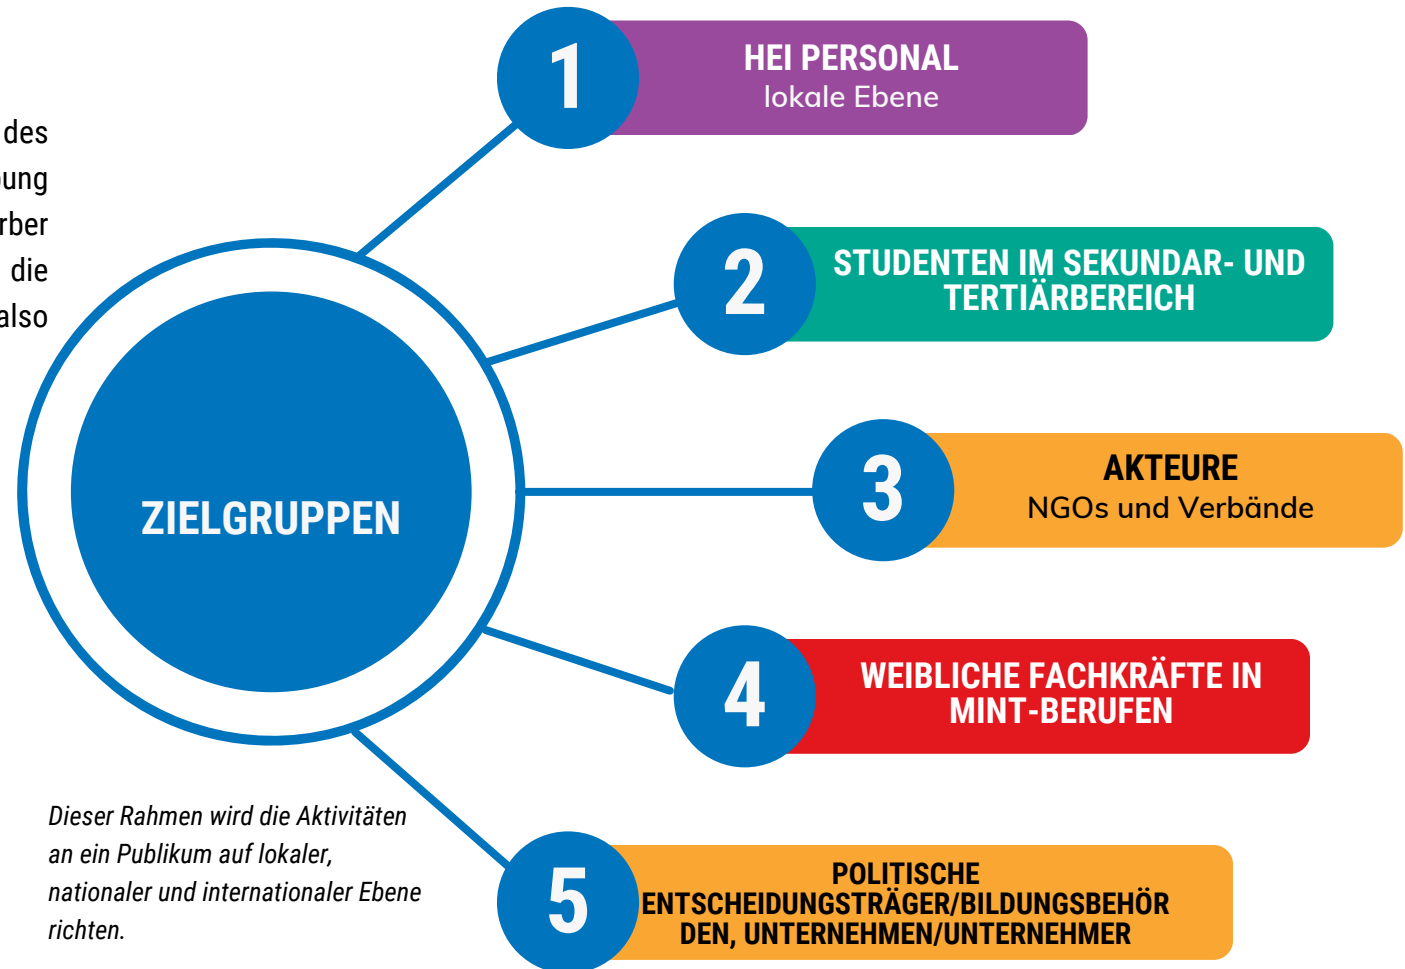 1
HEI PERSONAL
lokale Ebene
des
die
also
2
STUDENTEN IM SEKUNDAR- UND
TERTIÄRBEREICH
ZIELGRUPPEN
3
AKTEURE
NGOs und Verbände
4
WEIBLICHE FACHKRÄFTE IN
MINT-BERUFEN
Dieser Rahmen wird die Aktivitäten
an ein Publikum auf lokaler,
nationaler und internationaler Ebene
richten.
5
POLITISCHE
ENTSCHEIDUNGSTRÄGER/BILDUNGSBEHÖR
DEN, UNTERNEHMEN/UNTERNEHMER